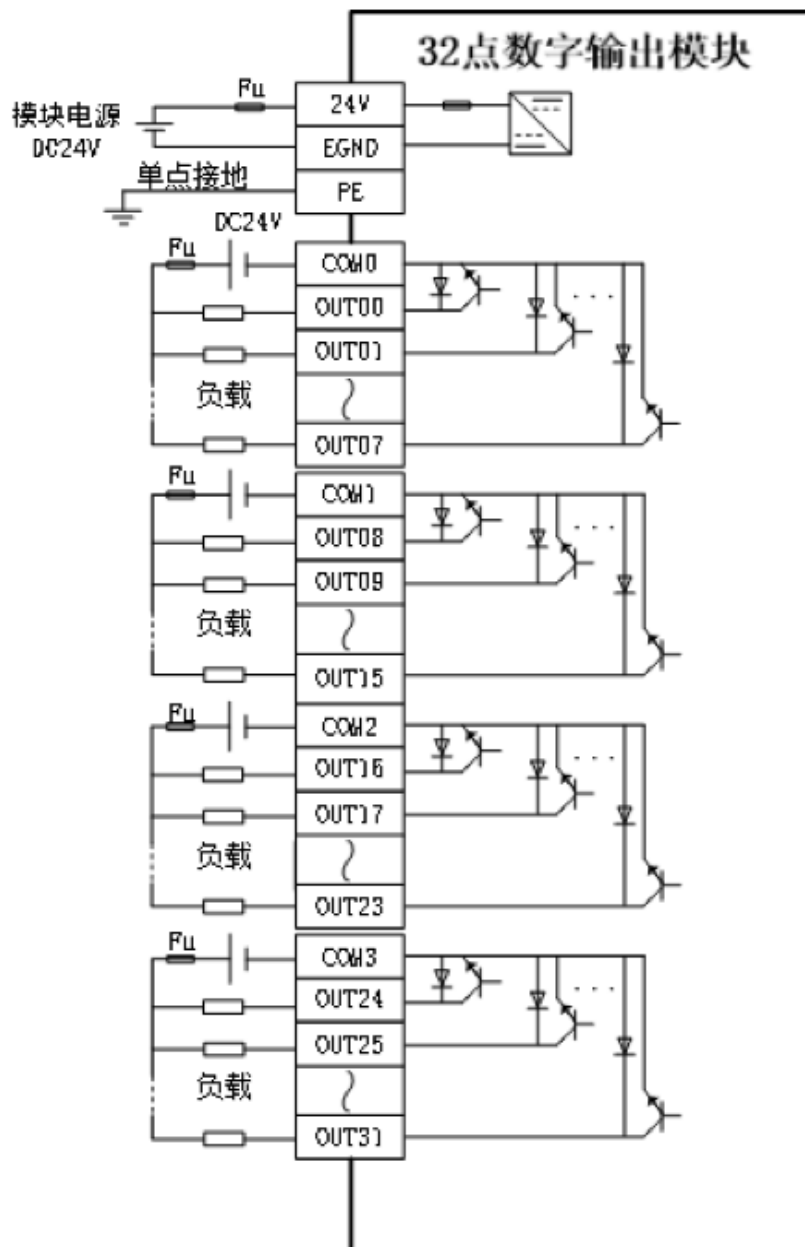 32点数字输出模块
Fu
24V
模块电源
DC24V
EGND
单点接地
PE
DC24V
Fu
COM0
OUT00
OUT01
负载
OUT07
Fu
COM1
OUT08
OUT09
负载
OUT15
Fu
COM2
OUT16
OUT17
负载
OUT23
Fu
COM3
OUT24
OUT25
负载
OUT31